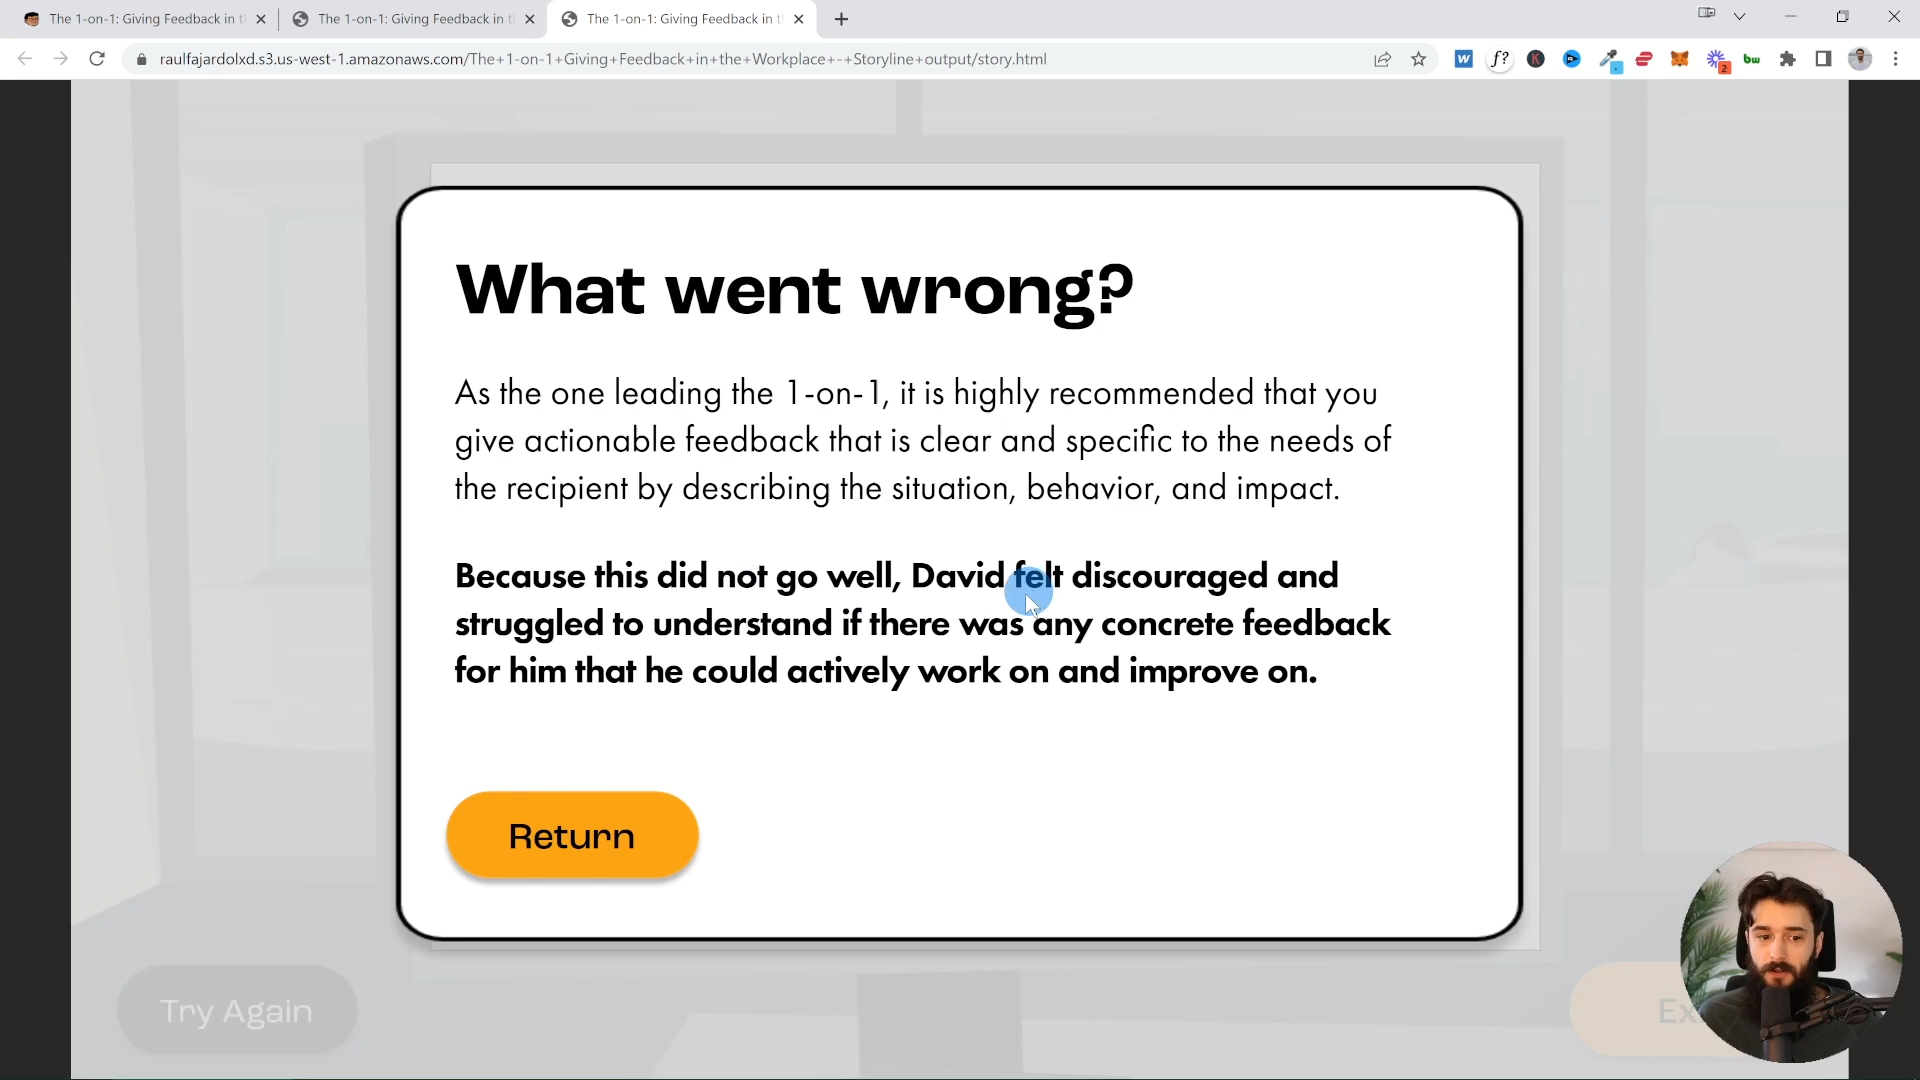 The 1-on-1: Giving Feedback in t
The 1-on-1: Giving Feedback in t
The 1-on-1: Giving Feedback in t
raulfajardolxd.s3.us-west-1.amazonaws.com/The+1-on-1+Giving+Feedback+in+the+Workplace+-+Storyline+output/story.html
W
f?
K
2
bw
What went wrong?
As the one leading the 1-on-1, it is highly recommended that you
give actionable feedback that is clear and specific to the needs of
the recipient by describing the situation, behavior, and impact.
Because this did not go well, David felt discouraged and
struggled to understand if there was any concrete feedback
for him that he could actively work on and improve on.
Return
Try Again